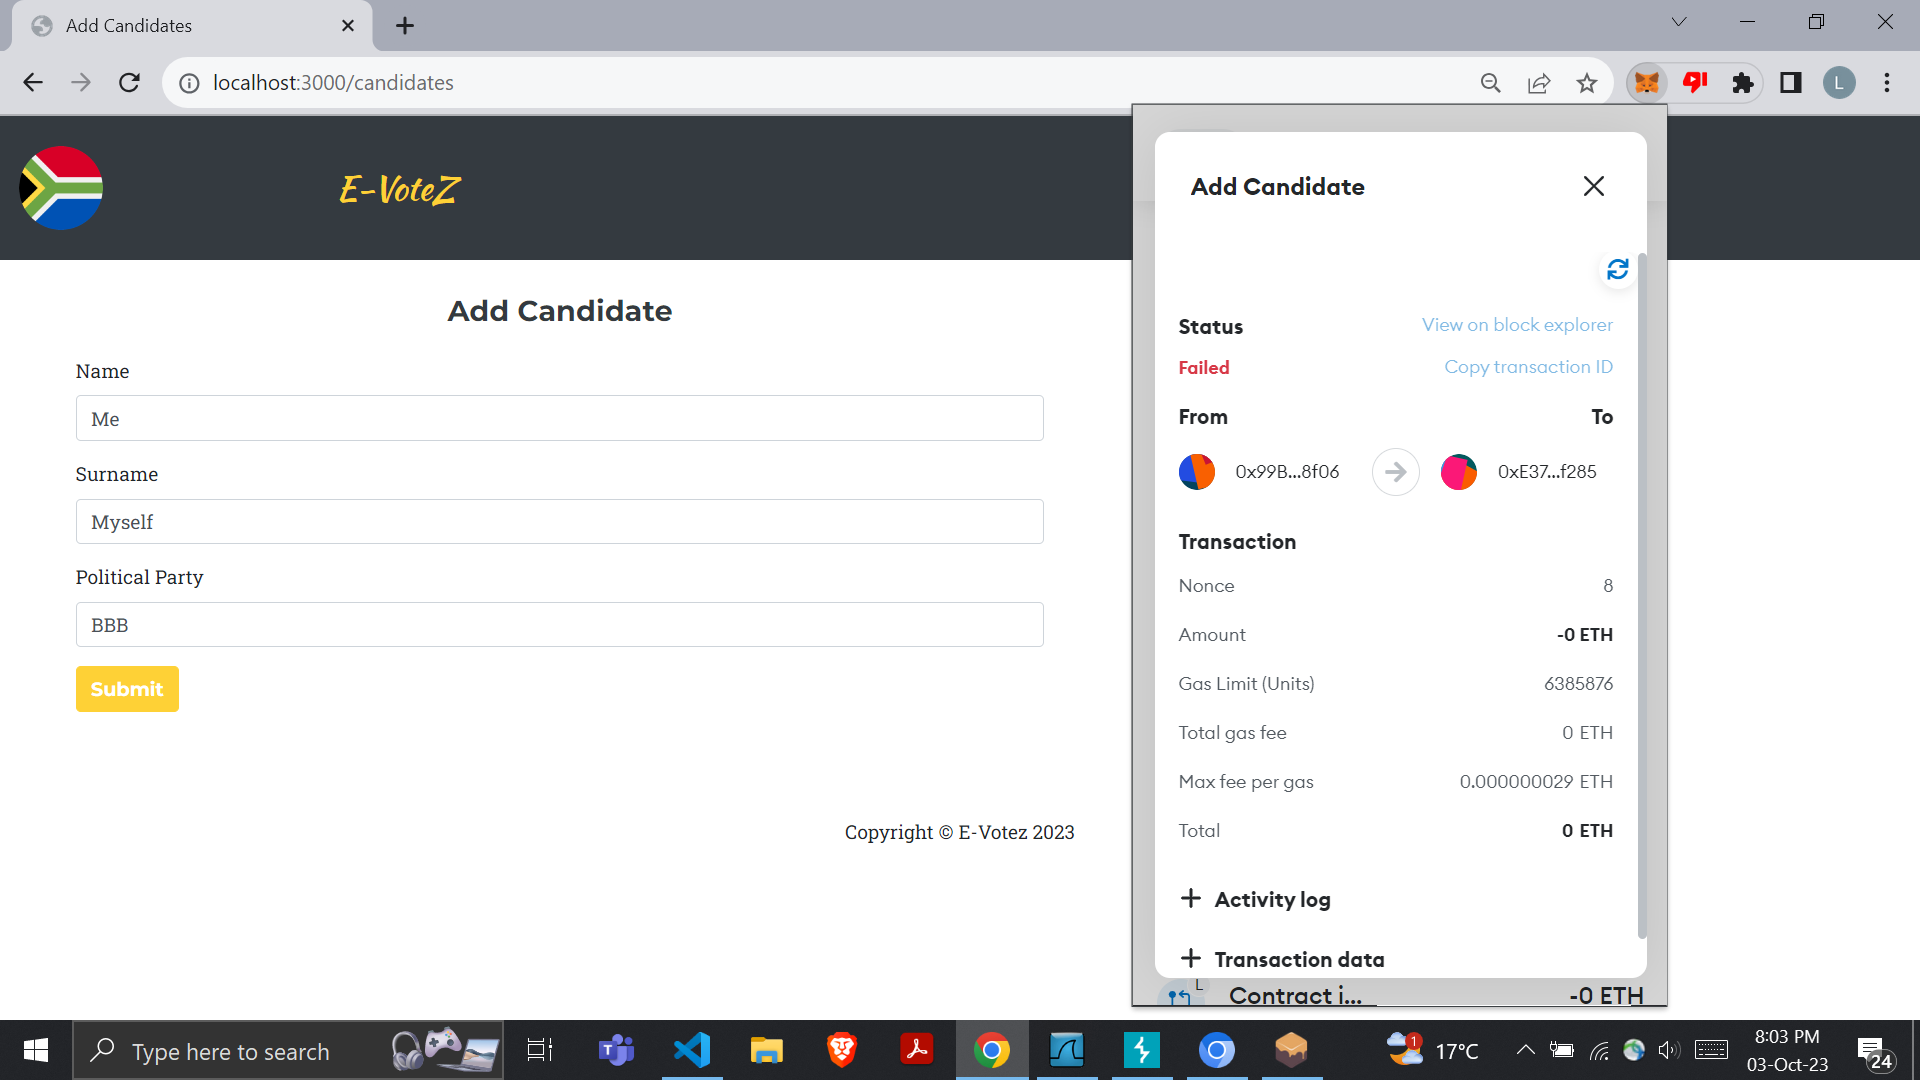 Add Candidates
localhost:3000/candidates
L
E-VoteZ
Add Candidate
Name
Me
Surname
Myself
Political Party
BBB
Submit
Copyright © E-Votez 2023
Add Candidate
Status
View on block explorer
Failed
Copy transaction ID
From
To
0x99B...8f06
0xE37...f285
Transaction
Nonce
8
Amount
-0 ETH
Gas Limit (Units)
6385876
Total gas fee
0 ETH
Max fee per gas
0.000000029 ETH
Total
0 ETH
Activity log
Transaction data
L
Contract i...
-0 ETH
Type here to search
1
17°C
8:03 PM
03-Oct-23
24